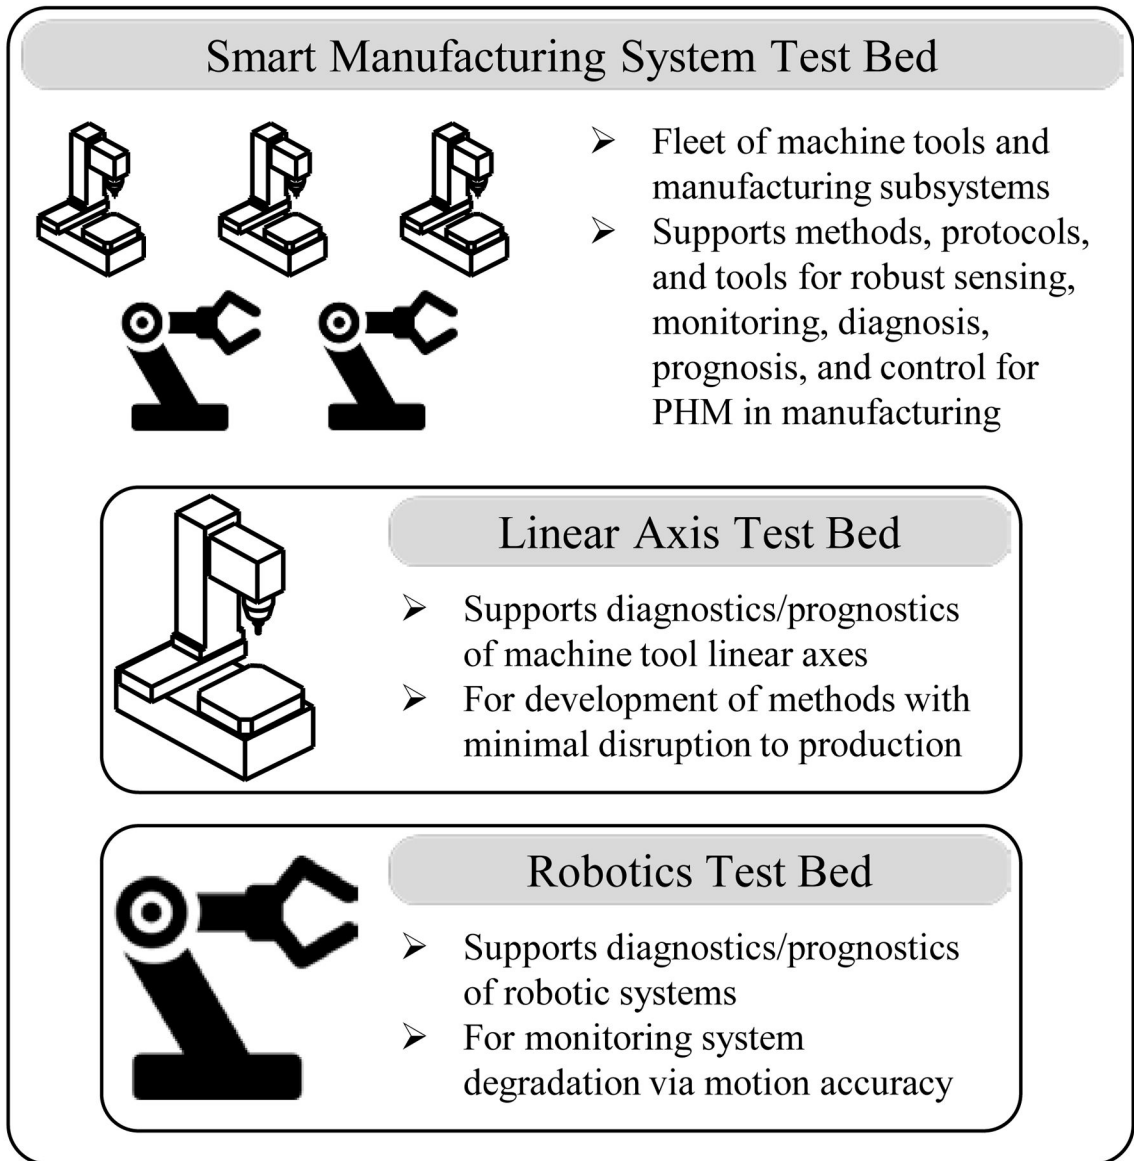 Smart Manufacturing System Test Bed
➢ Fleet of machine tools and
manufacturing subsystems
➢ Supports methods, protocols,
and tools for robust sensing,
monitoring, diagnosis,
prognosis, and control for
PHM in manufacturing
Linear Axis Test Bed
➢ Supports diagnostics/prognostics
of machine tool linear axes
➢ For development of methods with
minimal disruption to production
Robotics Test Bed
➢ Supports diagnostics/prognostics
of robotic systems
➢ For monitoring system
degradation via motion accuracy